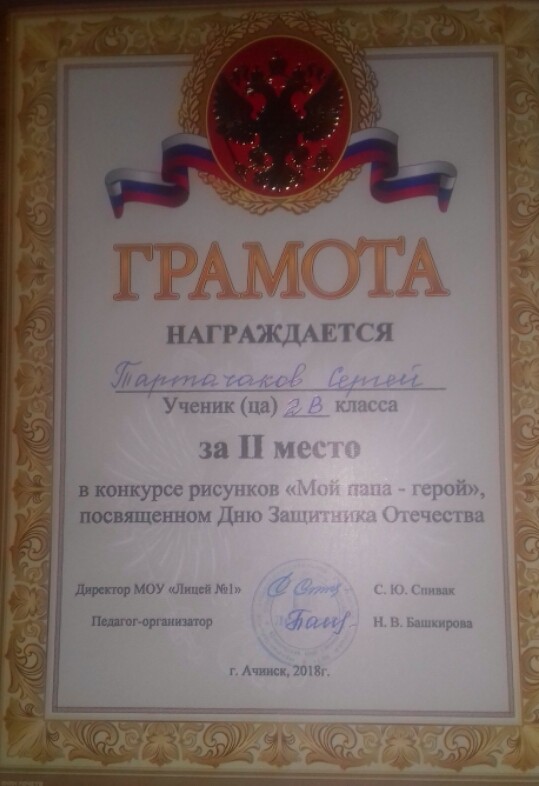 ГРАМОТА
НАГРАЖДАЕТСЯ
Тартачаков Сергей
Ученик (ца) 2 В класса
за II место
в конкурсе рисунков «Мой папа - герой»,
посвященном Дню Защитника Отечества
Директор МОУ «Лицей №1» С. Ю. Спивак
Педагог-организатор Н. В. Башкирова
г. Ачинск, 2018г.